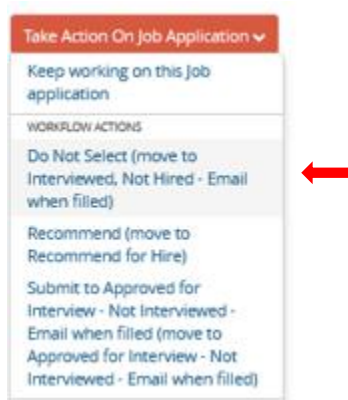 Take Action On Job Application
Keep working on this Job
application
WORKFLOW ACTIONS
Do Not Select (move to
Interviewed, Not Hired - Email
when filled)
Recommend (move to
Recommend for Hire)
Submit to Approved for
Interview - Not Interviewed -
Email when filled (move to
Approved for Interview - Not
Interviewed - Email when filled)